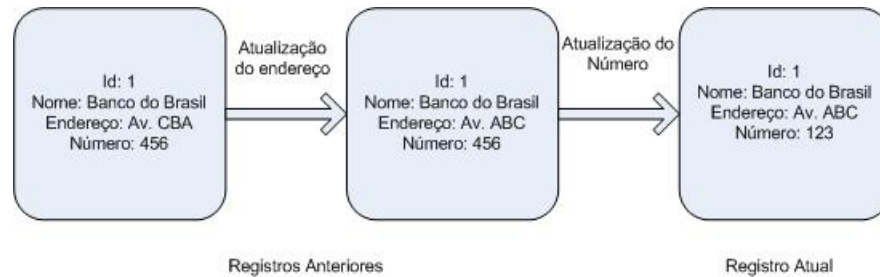 Id: 1
Nome: Banco do Brasil
Endereço: Av. CBA
Número: 456
Atualização
do endereço
Id: 1
Nome: Banco do Brasil
Endereço: Av. ABC
Número: 456
Atualização do
Número
Id: 1
Nome: Banco do Brasil
Endereço: Av. ABC
Número: 123
Registros Anteriores
Registro Atual